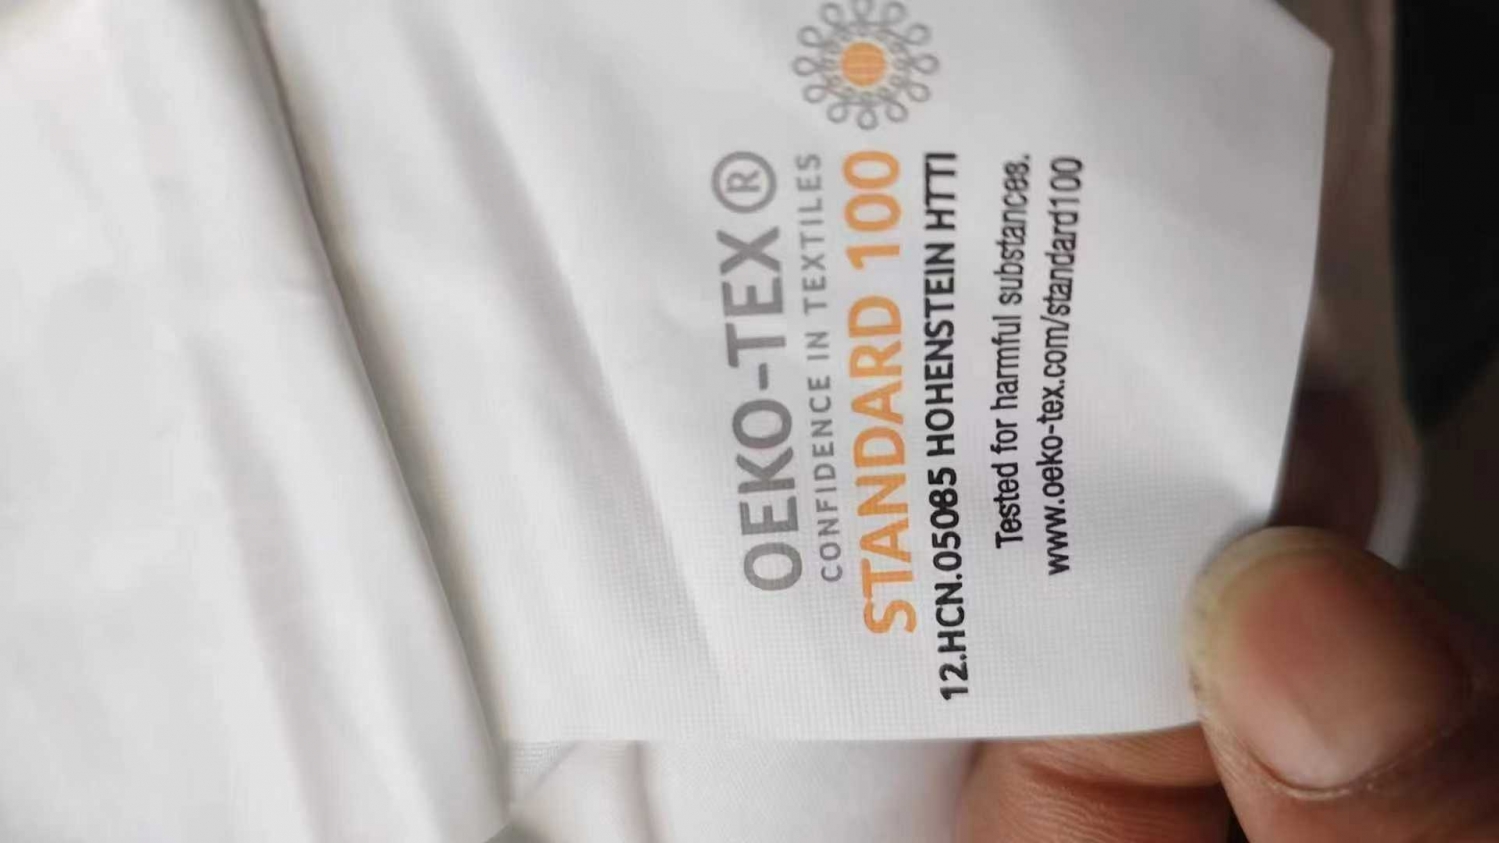 OEKO-TEX®
CONFIDENCE IN TEXTILES
STANDARD 100
12.HCN.05085 HOHENSTEIN HTTI
Tested for harmful substances.
www.oeko-tex.com/standard100